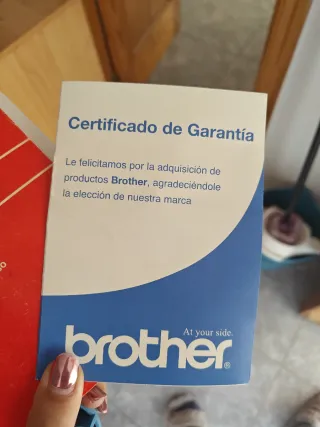 Certificado de Garantía
Le felicitamos por la adquisición de
productos Brother, agradeciéndole
la elección de nuestra marca
At your side.
brother®